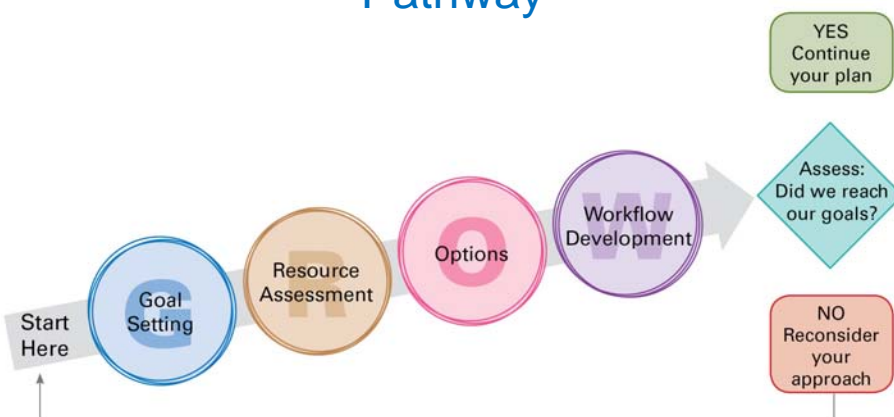 Pathway
Start
Here
G
Goal
Setting
R
Resource
Assessment
O
Options
W
Workflow
Development
YES
Continue
your plan
Assess:
Did we reach
our goals?
NO
Reconsider
your
approach